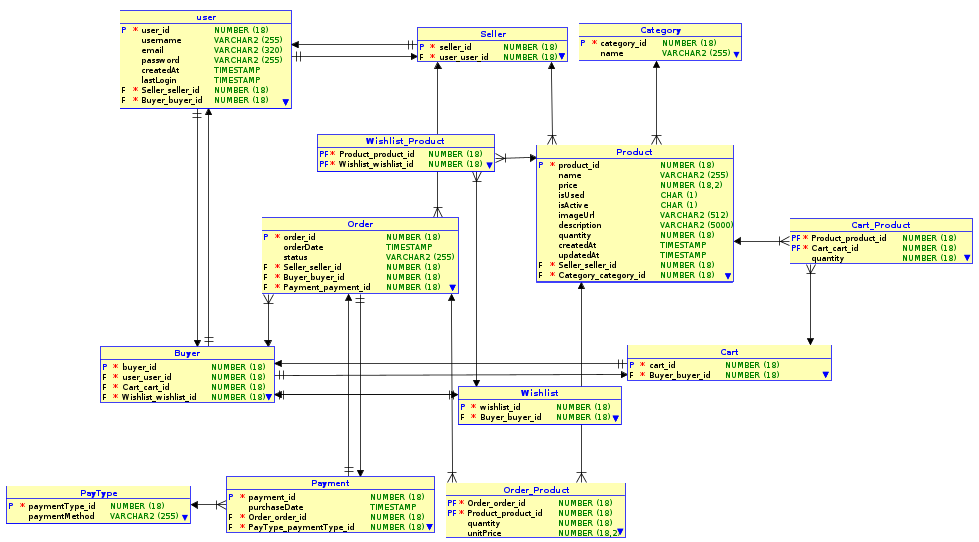 user
P * user_id NUMBER (18)
username VARCHAR2 (255)
email VARCHAR2 (320)
password VARCHAR2 (255)
createdAt TIMESTAMP
lastLogin TIMESTAMP
F * Seller_seller_id NUMBER (18)
F * Buyer_buyer_id NUMBER (18)
Seller
P * seller_id NUMBER (18)
F * user_user_id NUMBER (18)
Category
P * category_id NUMBER (18)
name VARCHAR2 (255)
Wishlist_Product
PF * Product_product_id NUMBER (18)
PF * Wishlist_wishlist_id NUMBER (18)
Product
P * product_id NUMBER (18)
name VARCHAR2 (255)
price NUMBER (18,2)
isUsed CHAR (1)
isActive CHAR (1)
imageUrl VARCHAR2 (512)
description VARCHAR2 (5000)
quantity NUMBER (18)
createdAt TIMESTAMP
updatedAt TIMESTAMP
F * Seller_seller_id NUMBER (18)
F * Category_category_id NUMBER (18)
Order
P * order_id NUMBER (18)
orderDate TIMESTAMP
status VARCHAR2 (255)
F * Seller_seller_id NUMBER (18)
F * Buyer_buyer_id NUMBER (18)
F * Payment_payment_id NUMBER (18)
Cart_Product
PF * Product_product_id NUMBER (18)
PF * Cart_cart_id NUMBER (18)
quantity NUMBER (18)
Buyer
P * buyer_id NUMBER (18)
F * user_user_id NUMBER (18)
F * Cart_cart_id NUMBER (18)
F * Wishlist_wishlist_id NUMBER (18)
Cart
P * cart_id NUMBER (18)
F * Buyer_buyer_id NUMBER (18)
Wishlist
P * wishlist_id NUMBER (18)
F * Buyer_buyer_id NUMBER (18)
PayType
P * paymentType_id NUMBER (18)
paymentMethod VARCHAR2 (255)
Payment
P * payment_id NUMBER (18)
purchaseDate TIMESTAMP
F * Order_order_id NUMBER (18)
F * PayType_paymentType_id NUMBER (18)
Order_Product
PF * Order_order_id NUMBER (18)
PF * Product_product_id NUMBER (18)
quantity NUMBER (18)
unitPrice NUMBER (18,2)